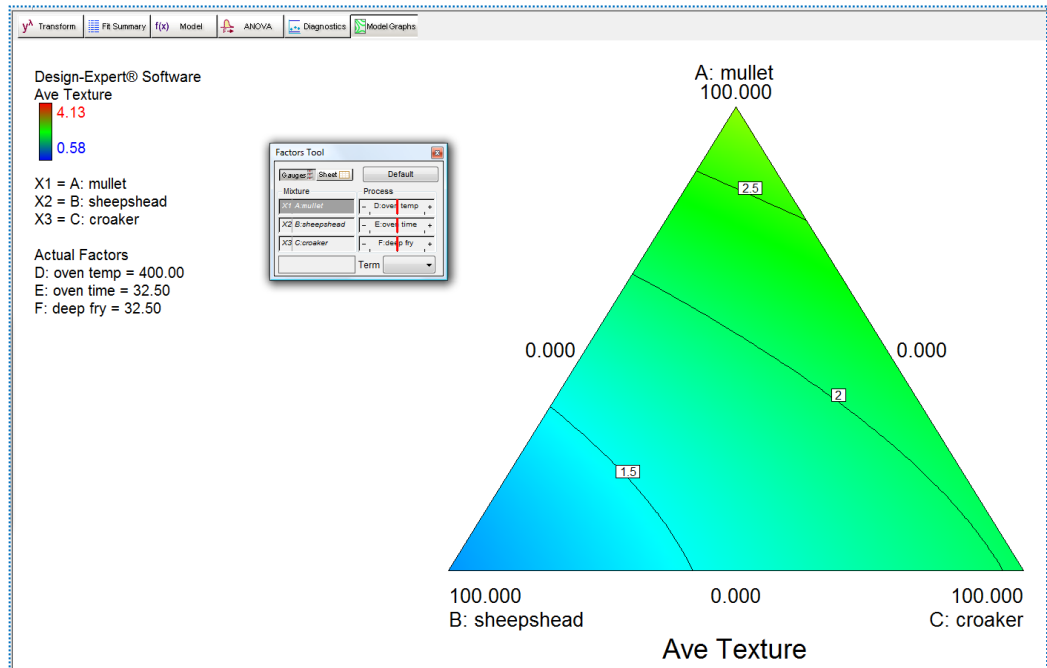 yλ Transform Fit Summary f(x) Model ANOVA Diagnostics Model Graphs
Design-Expert® Software
Ave Texture
4.13
0.58
X1 = A: mullet
X2 = B: sheepshead
X3 = C: croaker
Actual Factors
D: oven temp = 400.00
E: oven time = 32.50
F: deep fry = 32.50
Factors Tool
Gauges Sheet Default
Mixture Process
X1 A:mullet - D:oven temp +
X2 B:sheepshead - E:oven time +
X3 C:croaker - F:deep fry +
Term
A: mullet
100.000
2.5
0.000 0.000
2
1.5
100.000 0.000 100.000
B: sheepshead C: croaker
Ave Texture